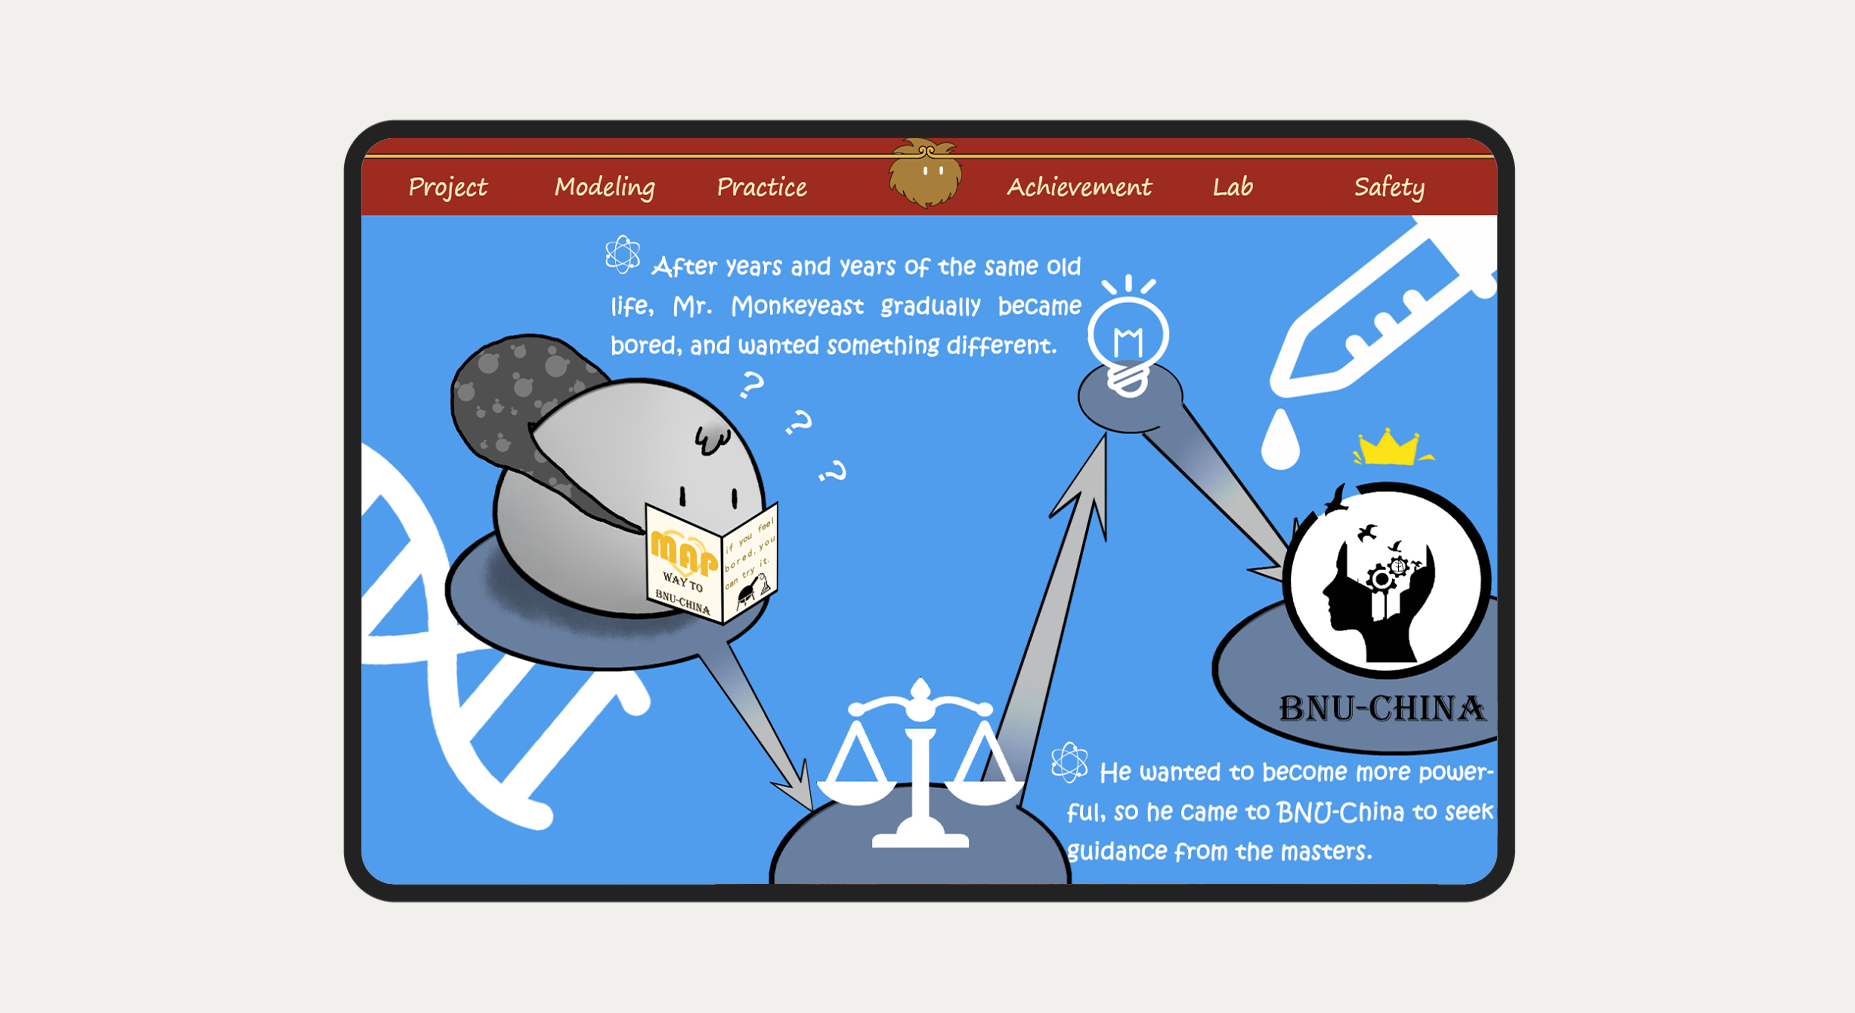 Project Modeling Practice Achievement Lab Safety
After years and years of the same old
life, Mr. Monkeyeast gradually became
bored, and wanted something different.
?
?
?
MAP
WAY TO
BNU-CHINA
if you feel
bored, you
can try it.
BNU-CHINA
He wanted to become more power-
ful, so he came to BNU-China to seek
guidance from the masters.